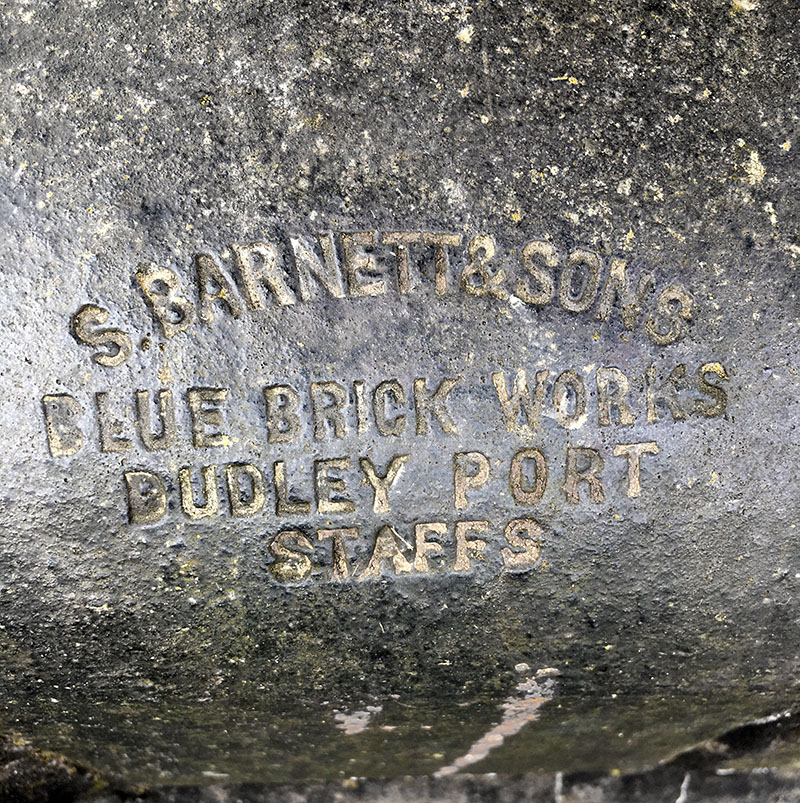 S. BARNETT & SONS
BLUE BRICK WORKS
DUDLEY PORT
STAFFS